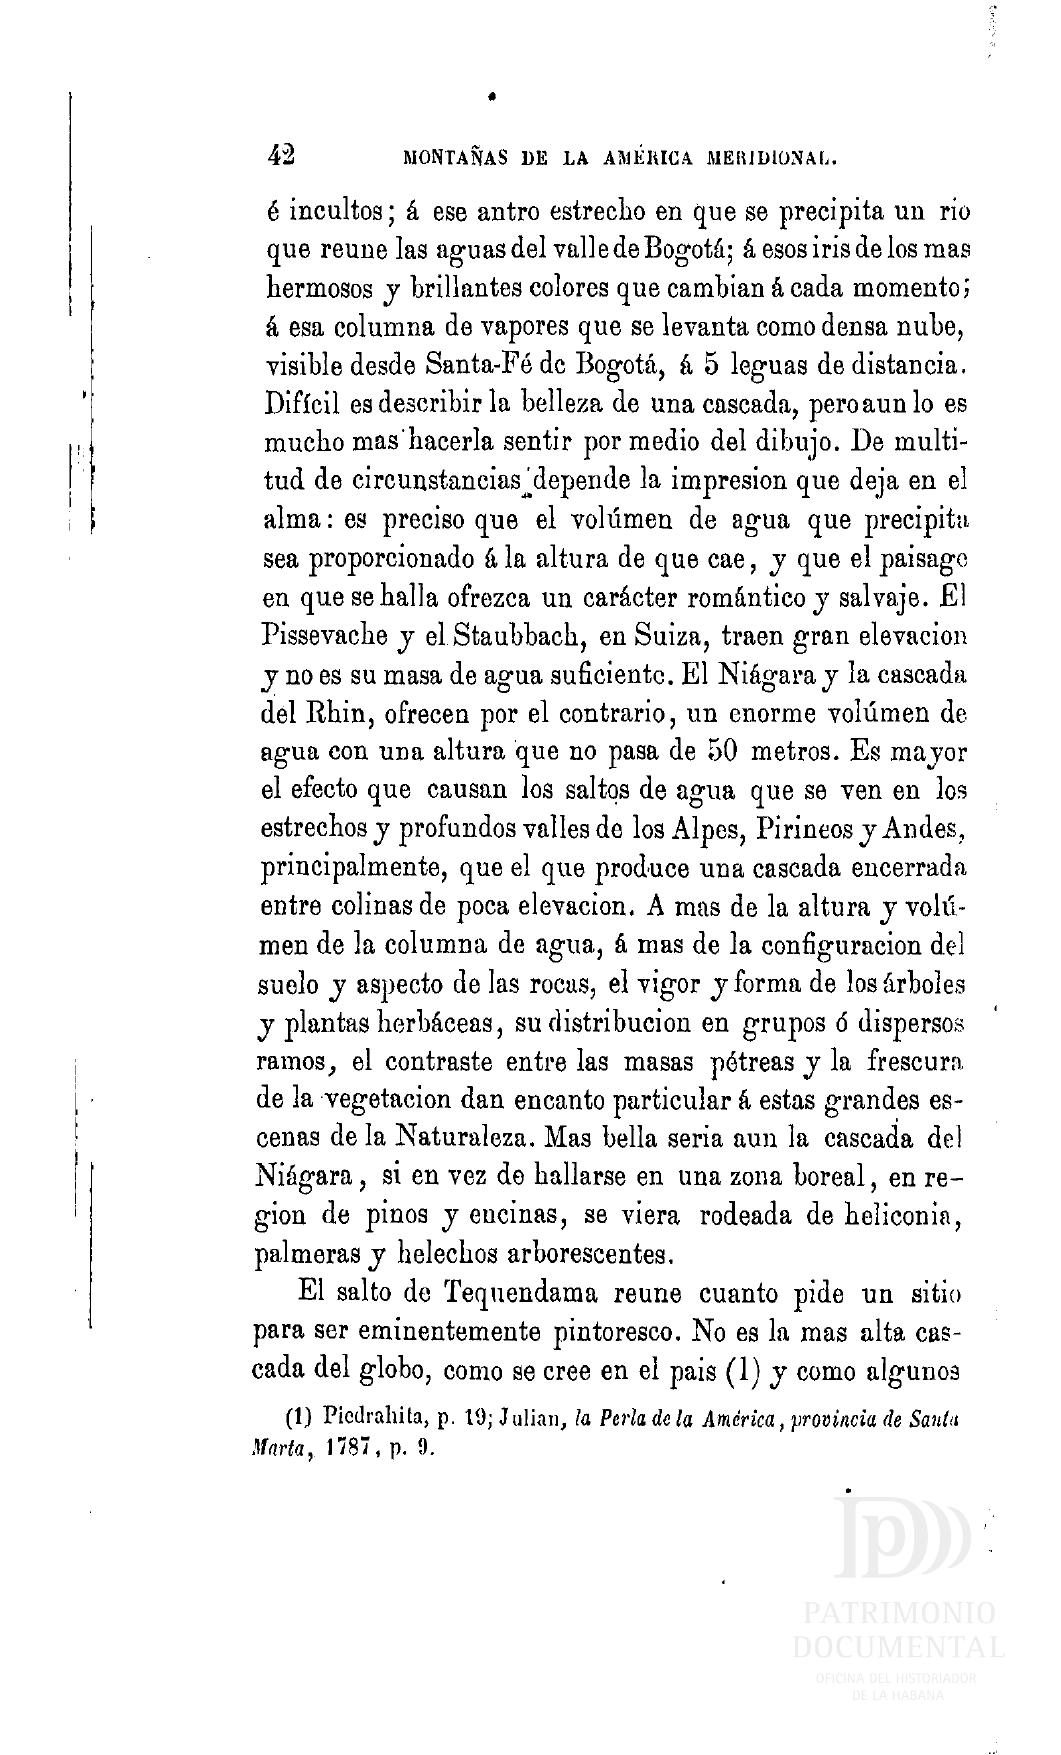 42 MONTAÑAS DE LA AMÉRICA MERIDIONAL.
é incultos; á ese antro estrecho en que se precipita un rio
que reune las aguas del valle de Bogotá; á esos iris de los mas
hermosos y brillantes colores que cambian á cada momento;
á esa columna de vapores que se levanta como densa nube,
visible desde Santa-Fé de Bogotá, á 5 leguas de distancia.
Difícil es describir la belleza de una cascada, pero aun lo es
mucho mas hacerla sentir por medio del dibujo. De multi-
tud de circunstancias depende la impresion que deja en el
alma: es preciso que el volúmen de agua que precipita
sea proporcionado á la altura de que cae, y que el paisage
en que se halla ofrezca un carácter romántico y salvaje. El
Pissevache y el Staubbach, en Suiza, traen gran elevacion
y no es su masa de agua suficiente. El Niágara y la cascada
del Rhin, ofrecen por el contrario, un enorme volúmen de
agua con una altura que no pasa de 50 metros. Es mayor
el efecto que causan los saltos de agua que se ven en los
estrechos y profundos valles de los Alpes, Pirineos y Andes,
principalmente, que el que produce una cascada encerrada
entre colinas de poca elevacion. A mas de la altura y volú-
men de la columna de agua, á mas de la configuracion del
suelo y aspecto de las rocas, el vigor y forma de los árboles
y plantas herbáceas, su distribucion en grupos ó dispersos
ramos, el contraste entre las masas pétreas y la frescura
de la vegetacion dan encanto particular á estas grandes es-
cenas de la Naturaleza. Mas bella seria aun la cascada del
Niágara, si en vez de hallarse en una zona boreal, en re-
gion de pinos y encinas, se viera rodeada de heliconia,
palmeras y helechos arborescentes.
El salto de Tequendama reune cuanto pide un sitio
para ser eminentemente pintoresco. No es la mas alta cas-
cada del globo, como se cree en el pais (1) y como algunos
(1) Piedrahita, p. 19; Julian, la Perla de la América, provincia de Santa
Marta, 1787, p. 9.
PATRIMONIO
DOCUMENTAL
OFICINA DEL HISTORIADOR
DE LA HABANA